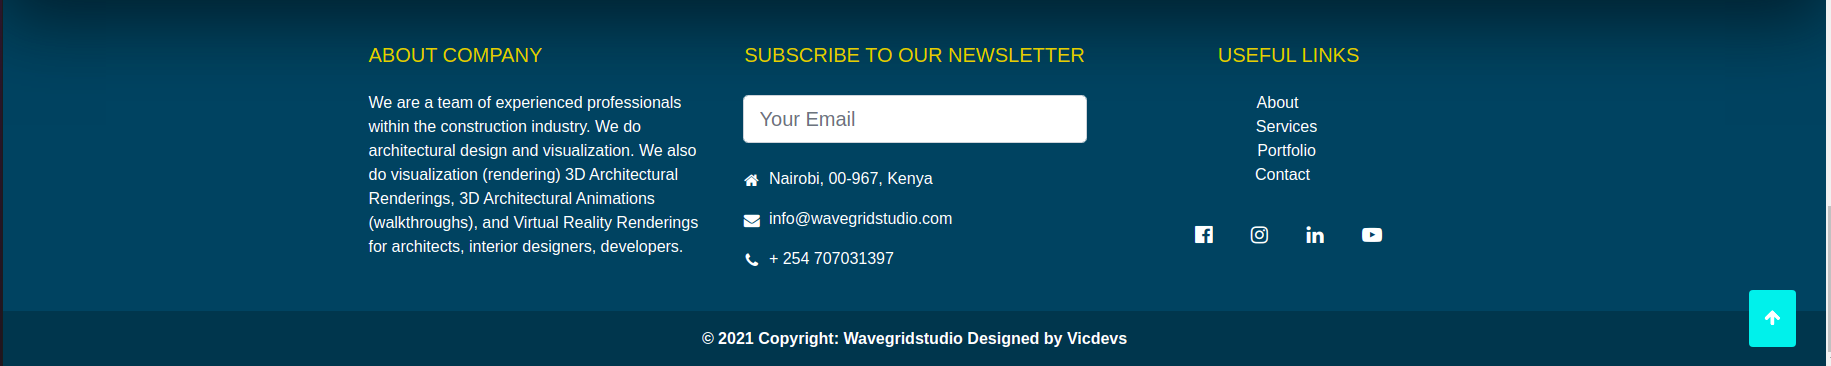 ABOUT COMPANY
We are a team of experienced professionals
within the construction industry. We do
architectural design and visualization. We also
do visualization (rendering) 3D Architectural
Renderings, 3D Architectural Animations
(walkthroughs), and Virtual Reality Renderings
for architects, interior designers, developers.
SUBSCRIBE TO OUR NEWSLETTER
Your Email
Nairobi, 00-967, Kenya
info@wavegridstudio.com
+ 254 707031397
USEFUL LINKS
About
Services
Portfolio
Contact
© 2021 Copyright: Wavegridstudio Designed by Vicdevs